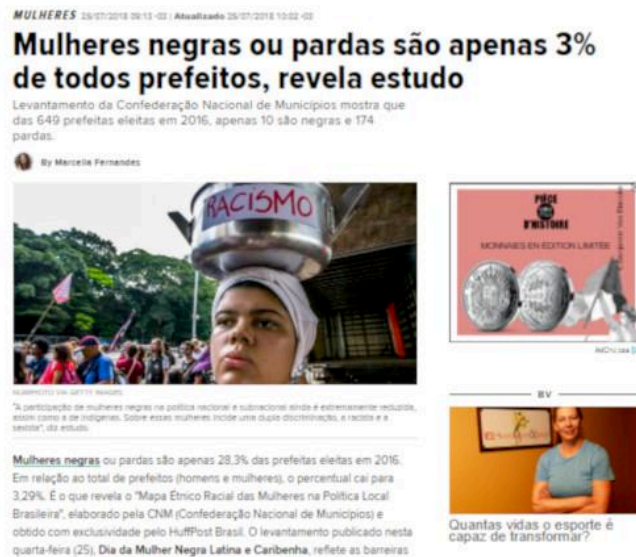 MULHERES 25/07/2018 09:13 -03 | Atualizado 25/07/2018 10:02 -03
Mulheres negras ou pardas são apenas 3%
de todos prefeitos, revela estudo
Levantamento da Confederação Nacional de Municípios mostra que
das 649 prefeitas eleitas em 2016, apenas 10 são negras e 174
pardas.
By Marcella Fernandes
RACISMO
NURPHOTO VIA GETTY IMAGES
"A participação de mulheres negras na política nacional e subnacional ainda é extremamente reduzida,
assim como a de indígenas. Sobre essas mulheres incide uma dupla discriminação, a racista e a
sexista", diz estudo.
Mulheres negras ou pardas são apenas 28,3% das prefeitas eleitas em 2016.
Em relação ao total de prefeitos (homens e mulheres), o percentual cai para
3,29%. É o que revela o "Mapa Étnico Racial das Mulheres na Política Local
Brasileira", elaborado pela CNM (Confederação Nacional de Municípios) e
obtido com exclusividade pelo HuffPost Brasil. O levantamento publicado nesta
quarta-feira (25), Dia da Mulher Negra Latina e Caribenha, reflete as barreiras
PIÈCE
D'HISTOIRE
MONNAIES EN ÉDITION LIMITÉE
BV
Quantas vidas o esporte é
capaz de transformar?